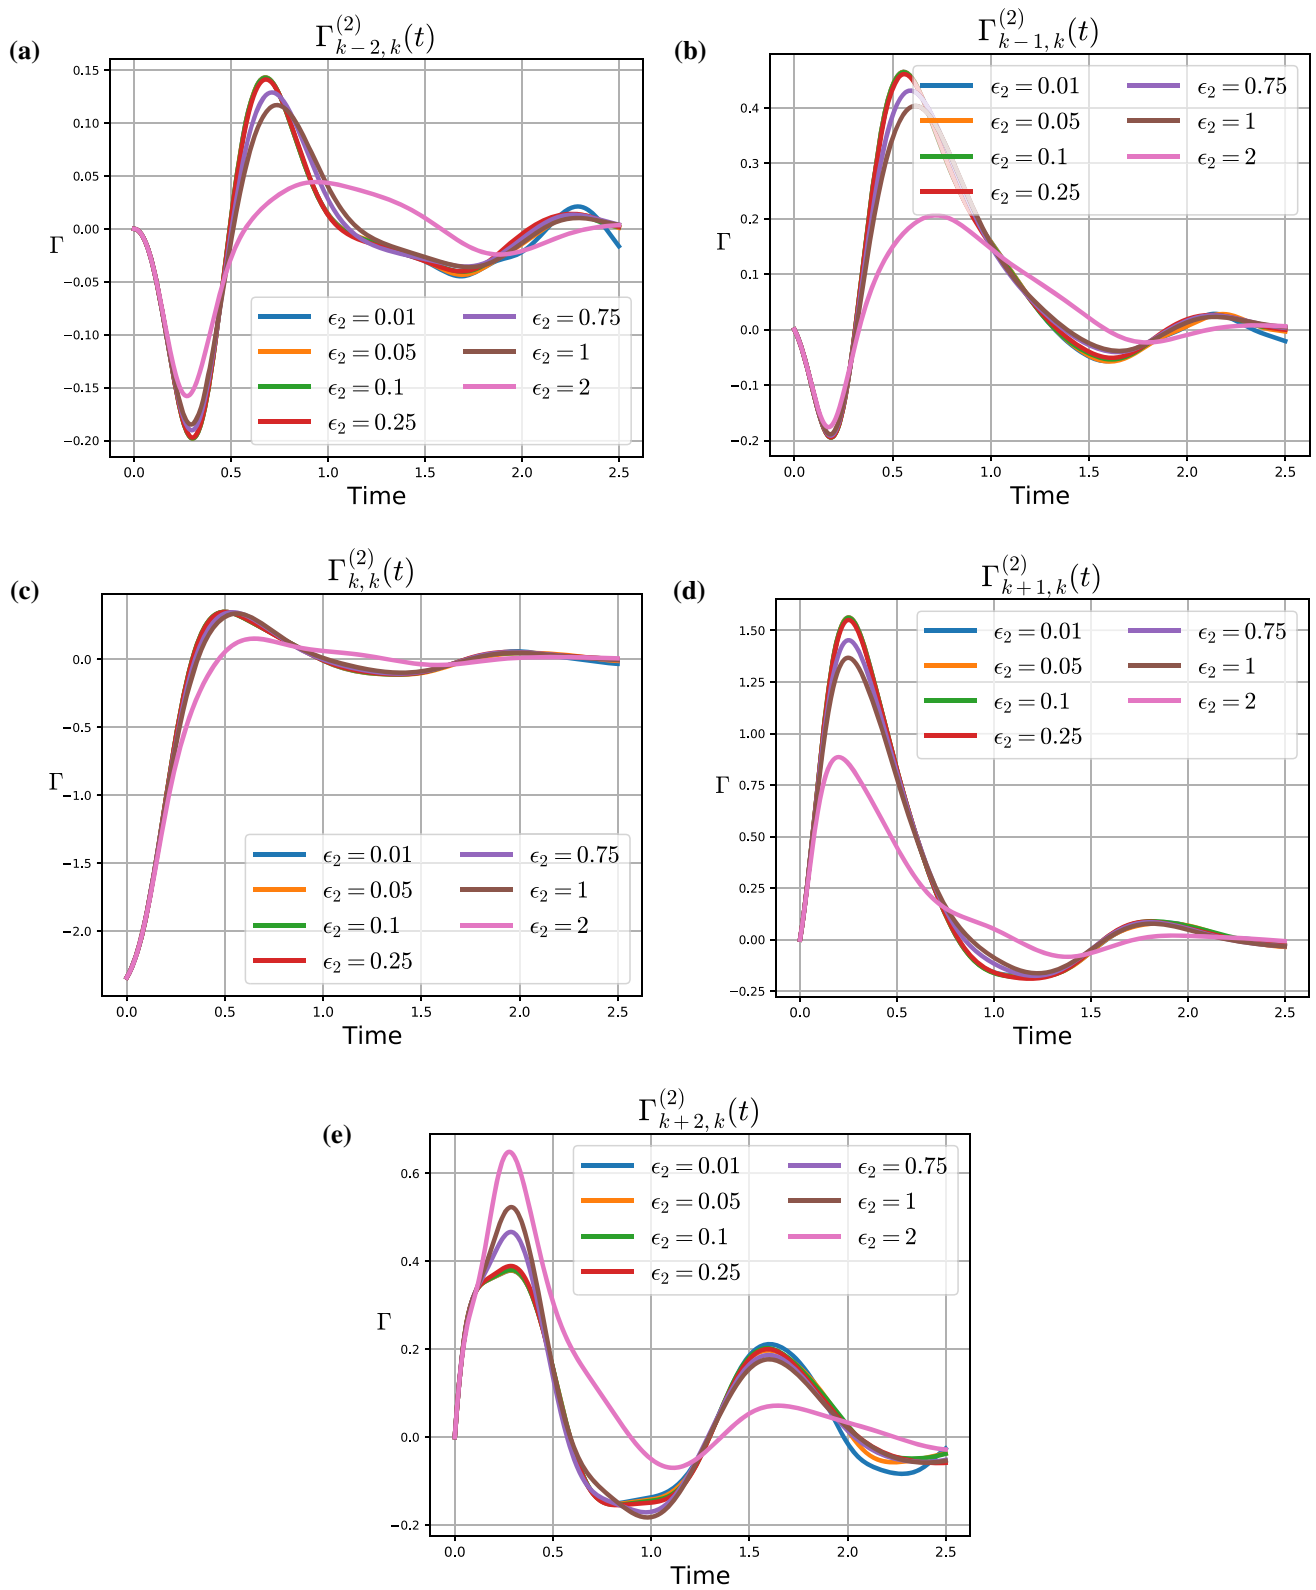 (a)
Γ^{(2)}_{k−2, k}(t)
0.15
0.10
0.05
0.00
−0.05
−0.10
−0.15
−0.20
Γ
ϵ₂ = 0.01
ϵ₂ = 0.05
ϵ₂ = 0.1
ϵ₂ = 0.25
ϵ₂ = 0.75
ϵ₂ = 1
ϵ₂ = 2
0.0 0.5 1.0 1.5 2.0 2.5
Time
(b)
Γ^{(2)}_{k−1, k}(t)
0.4
0.3
0.2
0.1
0.0
−0.1
−0.2
Γ
ϵ₂ = 0.01
ϵ₂ = 0.05
ϵ₂ = 0.1
ϵ₂ = 0.25
ϵ₂ = 0.75
ϵ₂ = 1
ϵ₂ = 2
0.0 0.5 1.0 1.5 2.0 2.5
Time
(c)
Γ^{(2)}_{k, k}(t)
0.0
−0.5
−1.0
−1.5
−2.0
Γ
ϵ₂ = 0.01
ϵ₂ = 0.05
ϵ₂ = 0.1
ϵ₂ = 0.25
ϵ₂ = 0.75
ϵ₂ = 1
ϵ₂ = 2
0.0 0.5 1.0 1.5 2.0 2.5
Time
(d)
Γ^{(2)}_{k+1, k}(t)
1.50
1.25
1.00
0.75
0.50
0.25
0.00
−0.25
Γ
ϵ₂ = 0.01
ϵ₂ = 0.05
ϵ₂ = 0.1
ϵ₂ = 0.25
ϵ₂ = 0.75
ϵ₂ = 1
ϵ₂ = 2
0.0 0.5 1.0 1.5 2.0 2.5
Time
(e)
Γ^{(2)}_{k+2, k}(t)
0.6
0.4
0.2
0.0
−0.2
Γ
ϵ₂ = 0.01
ϵ₂ = 0.05
ϵ₂ = 0.1
ϵ₂ = 0.25
ϵ₂ = 0.75
ϵ₂ = 1
ϵ₂ = 2
0.0 0.5 1.0 1.5 2.0 2.5
Time